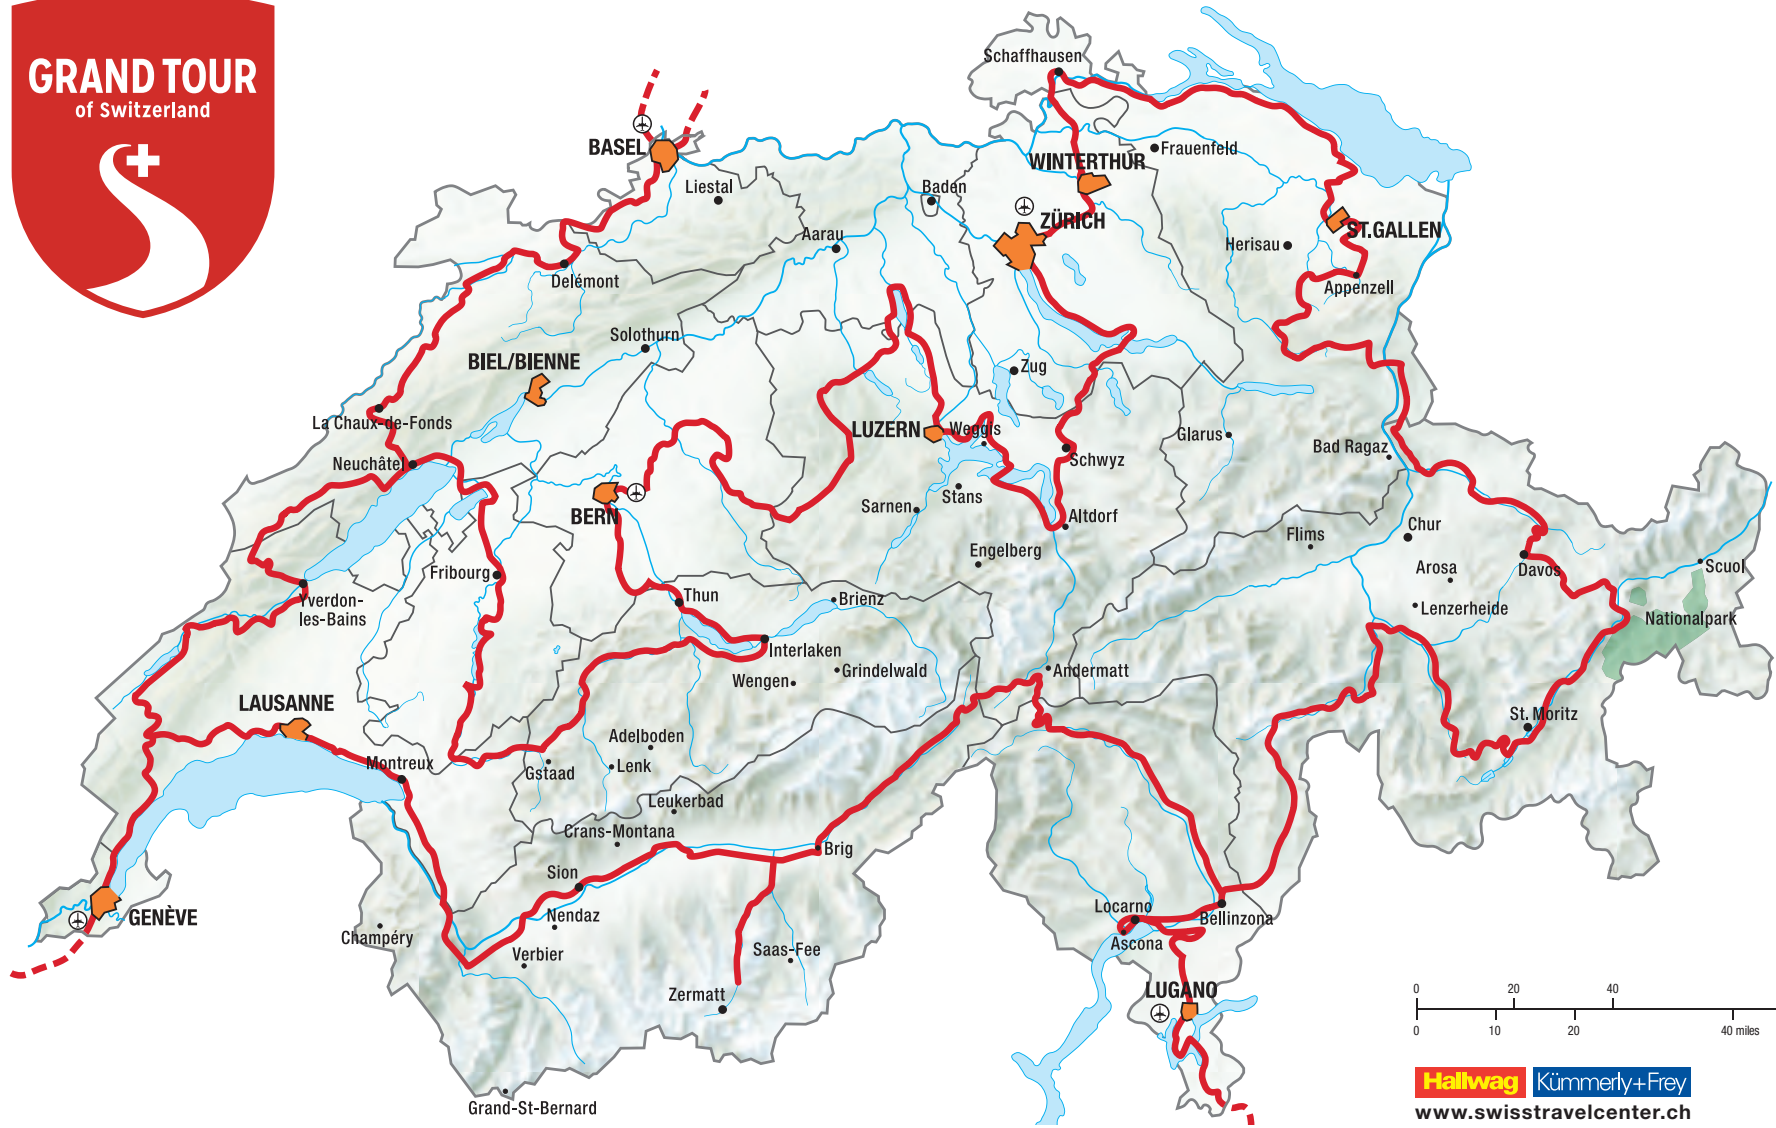 GRAND TOUR
of Switzerland
Schaffhausen
BASEL
Frauenfeld
WINTERTHUR
Liestal
Baden
ZÜRICH
ST.GALLEN
Aarau
Herisau
Delémont
Appenzell
Solothurn
BIEL/BIENNE
Zug
La Chaux-de-Fonds
LUZERN
Weggis
Glarus
Bad Ragaz
Neuchâtel
Schwyz
Stans
Sarnen
BERN
Altdorf
Chur
Flims
Engelberg
Fribourg
Arosa
Davos
Scuol
Yverdon-
les-Bains
Thun
Brienz
Lenzerheide
Nationalpark
Interlaken
Wengen
Grindelwald
Andermatt
LAUSANNE
St. Moritz
Adelboden
Montreux
Gstaad
Lenk
Leukerbad
Crans-Montana
Brig
Sion
Nendaz
Locarno
Bellinzona
GENÈVE
Champéry
Verbier
Saas-Fee
Ascona
Zermatt
LUGANO
0 20 40
0 10 20 40 miles
Grand-St-Bernard
Hallwag Kümmerly+Frey
www.swisstravelcenter.ch